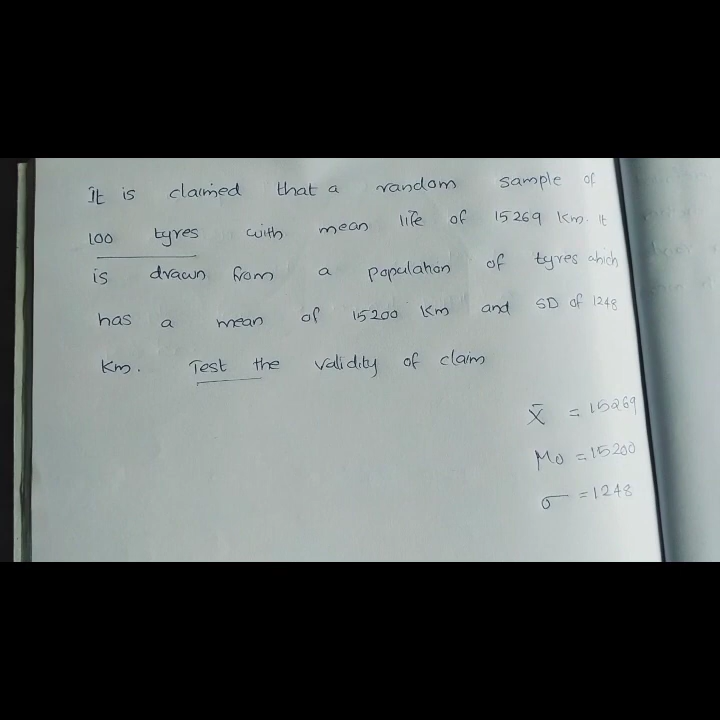 It is claimed that a random sample of
100 tyres with mean life of 15269 km. It
is drawn from a population of tyres which
has a mean of 15200 km and SD of 1248
km. Test the validity of claim
X̄ = 15269
μ0 = 15200
σ = 1248